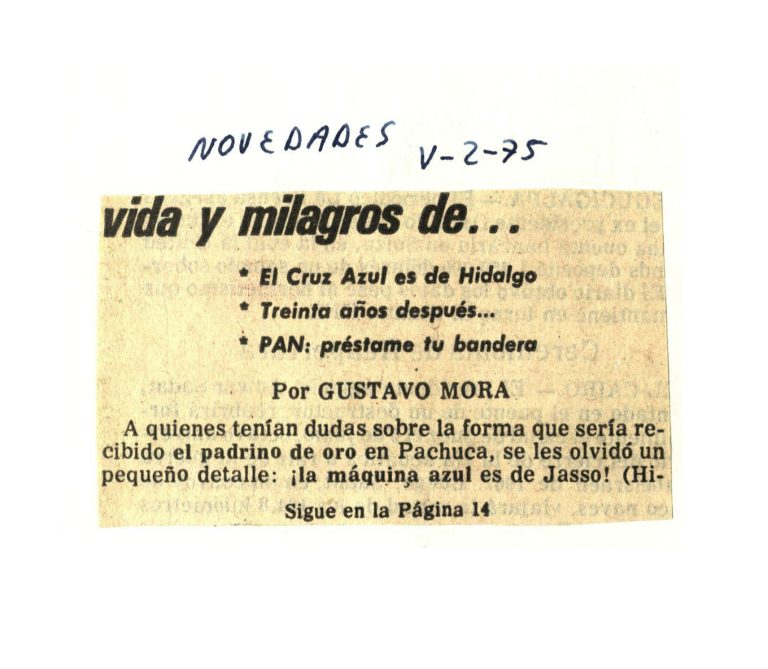 NOVEDADES V-2-75
vida y milagros de...
* El Cruz Azul es de Hidalgo
* Treinta años después...
* PAN: préstame tu bandera
Por GUSTAVO MORA
A quienes tenían dudas sobre la forma que sería re-
cibido el padrino de oro en Pachuca, se les olvidó un
pequeño detalle: ¡la máquina azul es de Jasso! (Hi-
Sigue en la Página 14